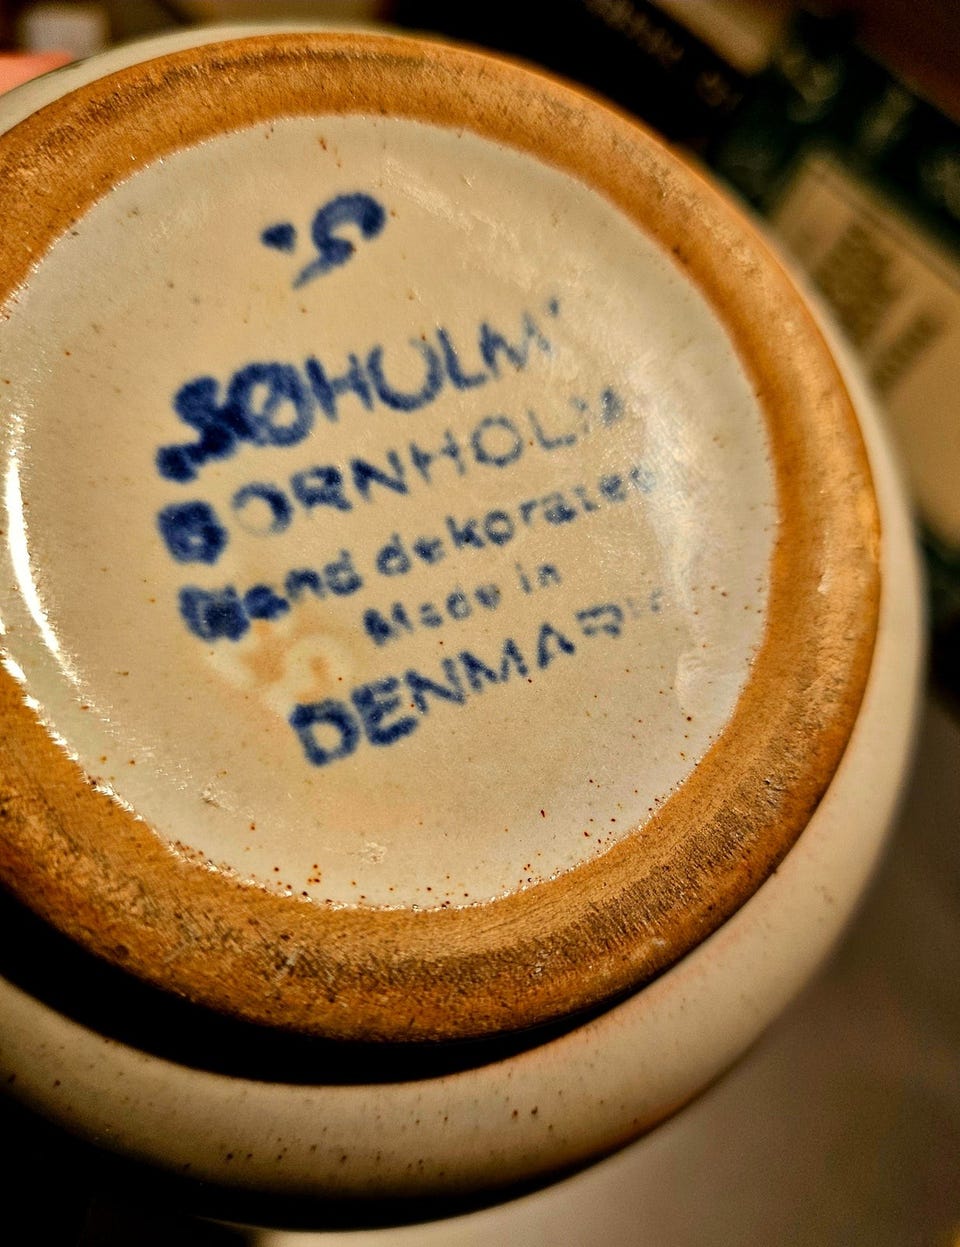 SØHOLM
BORNHOLM
Hand dekorated
Made in
DENMARK